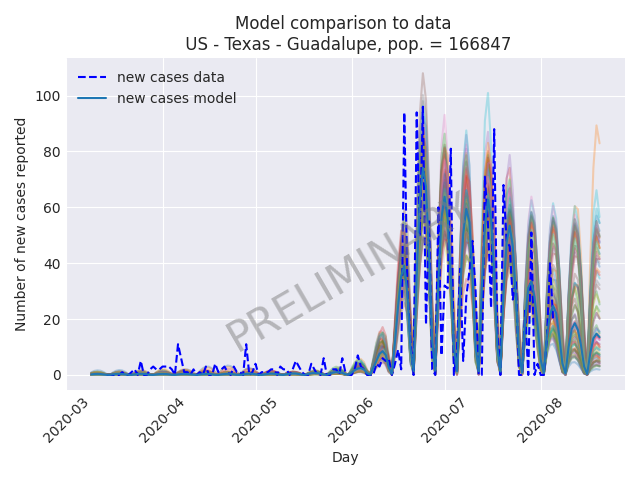 Model comparison to data
US - Texas - Guadalupe, pop. = 166847
new cases data
new cases model
PRELIMINARY
Number of new cases reported
100
80
60
40
20
0
2020-03
2020-04
2020-05
2020-06
2020-07
2020-08
Day